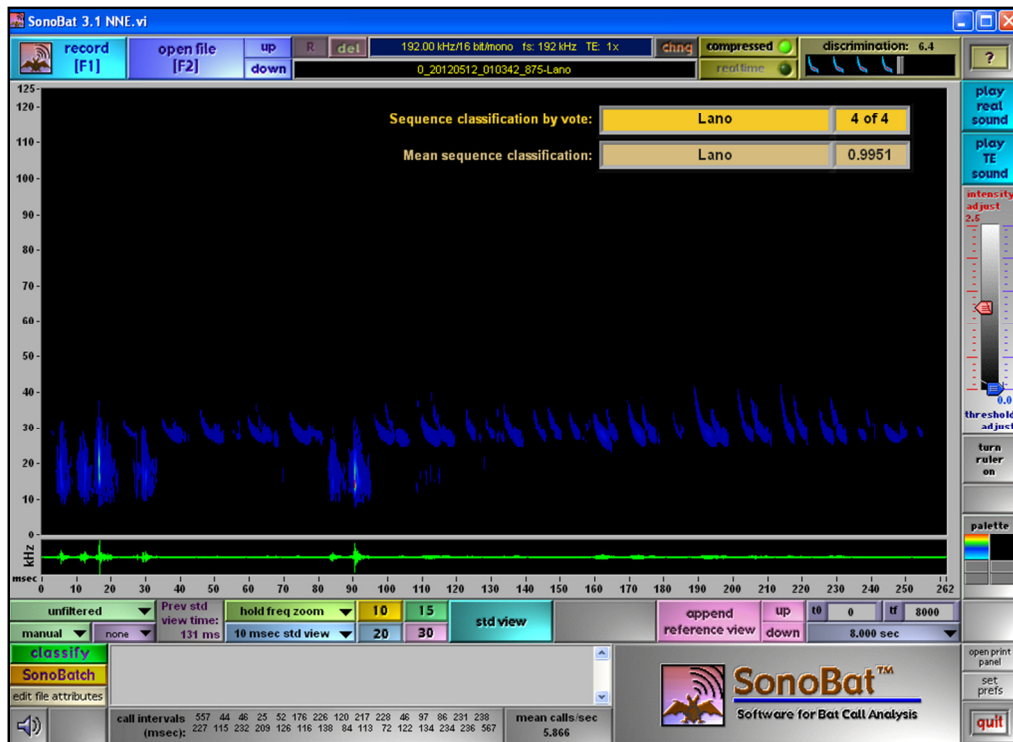 SonoBat 3.1 NNE.vi
record [F1] open file [F2] up down R del 192.00 kHz/16 bit/mono fs: 192 kHz TE: 1x chng compressed discrimination: 6.4 ?
0_20120512_010342_875-Lano realtime
Sequence classification by vote: Lano 4 of 4
Mean sequence classification: Lano 0.9951
125
120
110
100
90
80
70
60
50
40
30
20
10
0
kHz
msec
0 10 20 30 40 50 60 70 80 90 100 110 120 130 140 150 160 170 180 190 200 210 220 230 240 250 262
play real sound
play TE sound
intensity adjust
2.5
0.0
threshold adjust
turn ruler on
palette
unfiltered Prev std view time: 131 ms hold freq zoom 10 15 std view append reference view up t0 0 tf 8000
manual none 10 msec std view 20 30 down 8.000 sec
classify
SonoBatch
edit file attributes
SonoBat™
Software for Bat Call Analysis
open print panel
set prefs
quit
call intervals (msec):
557 44 46 25 52 176 226 120 217 228 46 97 86 231 238
227 115 232 209 126 116 138 84 113 72 122 134 234 236 567
mean calls/sec
5.866